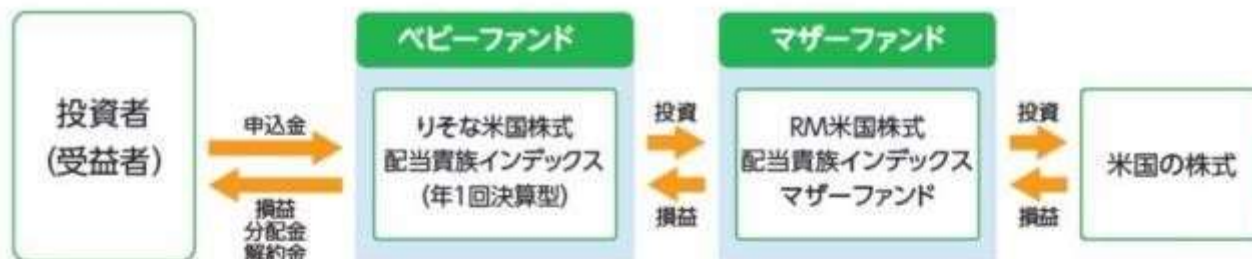 投資者
(受益者)
申込金
損益
分配金
解約金
ベビーファンド
りそな米国株式
配当貴族インデックス
(年1回決算型)
投資
損益
マザーファンド
RM米国株式
配当貴族インデックス
マザーファンド
投資
損益
米国の株式